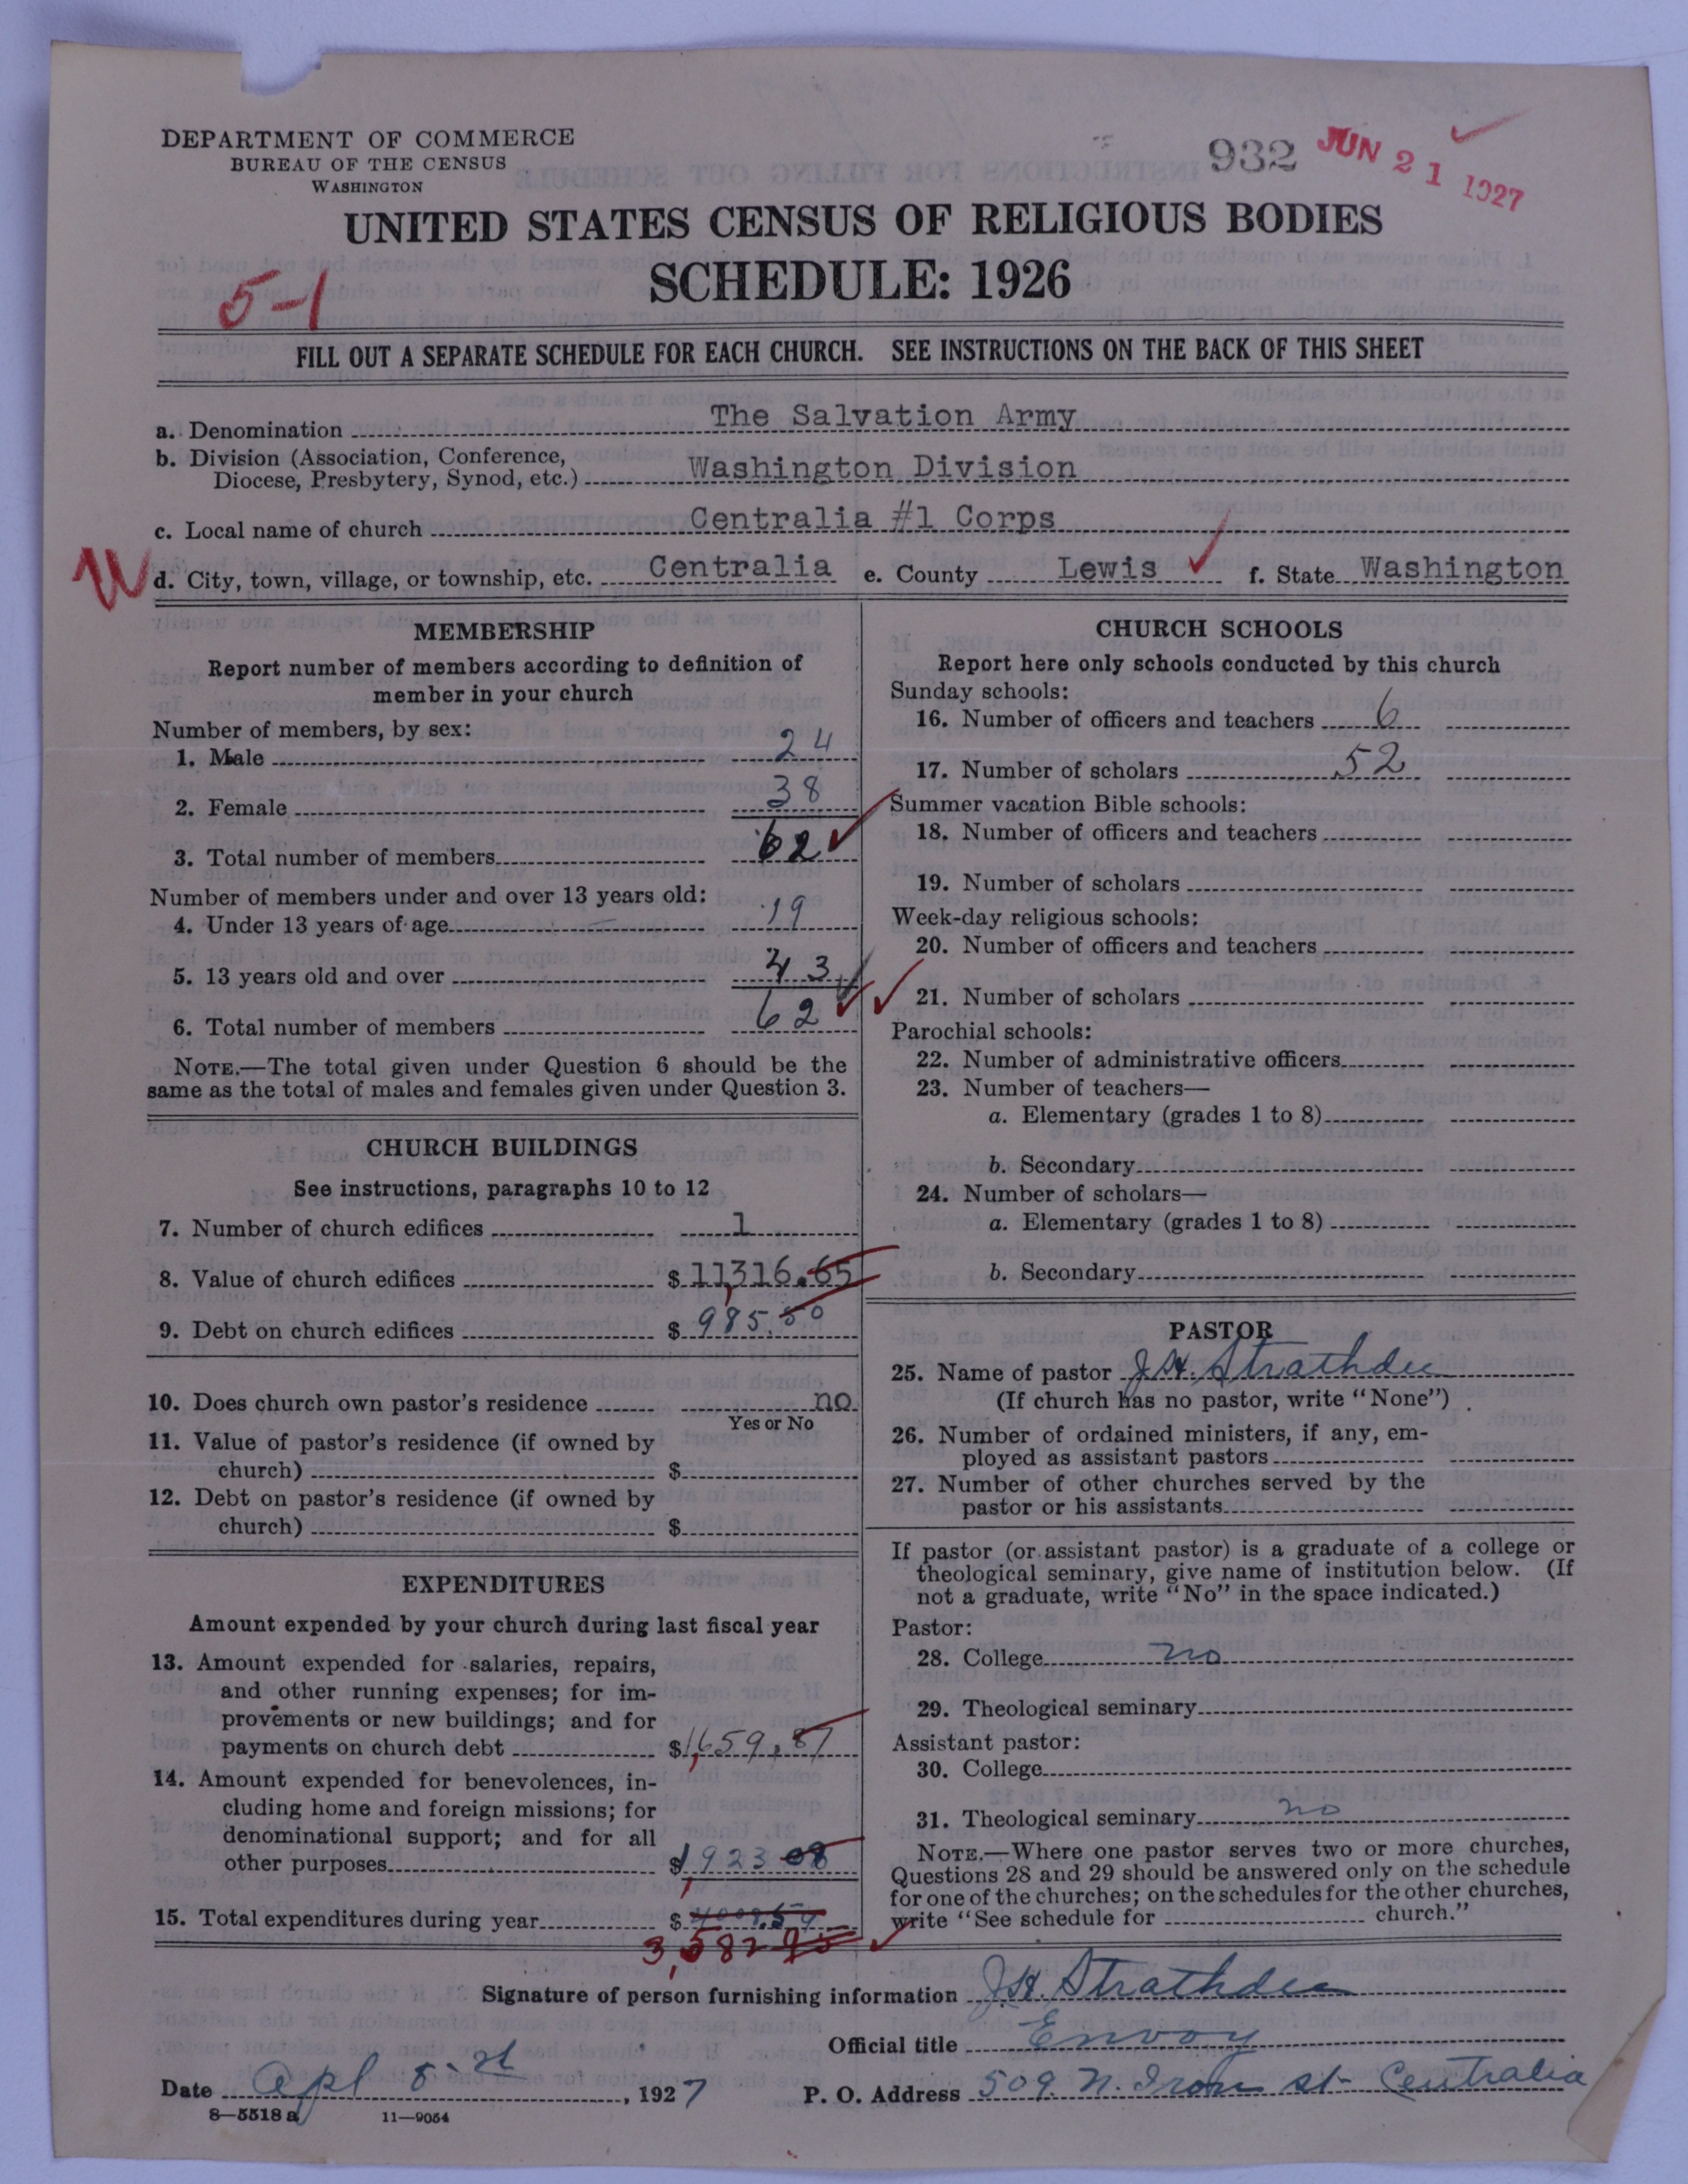 DEPARTMENT OF COMMERCE
BUREAU OF THE CENSUS
WASHINGTON
932
JUN 21 1927
UNITED STATES CENSUS OF RELIGIOUS BODIES
SCHEDULE: 1926
5-1
FILL OUT A SEPARATE SCHEDULE FOR EACH CHURCH. SEE INSTRUCTIONS ON THE BACK OF THIS SHEET
a. Denomination The Salvation Army
b. Division (Association, Conference, Diocese, Presbytery, Synod, etc.) Washington Division
c. Local name of church Centralia #1 Corps
W d. City, town, village, or township, etc. Centralia e. County Lewis f. State Washington
MEMBERSHIP
Report number of members according to definition of
member in your church
Number of members, by sex:
1. Male 24
2. Female 38
3. Total number of members 62
Number of members under and over 13 years old:
4. Under 13 years of age 19
5. 13 years old and over 43
6. Total number of members 62
NOTE.—The total given under Question 6 should be the
same as the total of males and females given under Question 3.
CHURCH BUILDINGS
See instructions, paragraphs 10 to 12
7. Number of church edifices 1
8. Value of church edifices $11,316.65
9. Debt on church edifices $985.50
10. Does church own pastor's residence no
Yes or No
11. Value of pastor's residence (if owned by
church) $
12. Debt on pastor's residence (if owned by
church) $
EXPENDITURES
Amount expended by your church during last fiscal year
13. Amount expended for salaries, repairs,
and other running expenses; for im-
provements or new buildings; and for
payments on church debt $1,659.87
14. Amount expended for benevolences, in-
cluding home and foreign missions; for
denominational support; and for all
other purposes $1,923 08
15. Total expenditures during year $
3,582
CHURCH SCHOOLS
Report here only schools conducted by this church
Sunday schools:
16. Number of officers and teachers 6
17. Number of scholars 52
Summer vacation Bible schools:
18. Number of officers and teachers
19. Number of scholars
Week-day religious schools:
20. Number of officers and teachers
21. Number of scholars
Parochial schools:
22. Number of administrative officers
23. Number of teachers—
a. Elementary (grades 1 to 8)
b. Secondary
24. Number of scholars—
a. Elementary (grades 1 to 8)
b. Secondary
PASTOR
25. Name of pastor J.H. Strathdee
(If church has no pastor, write "None")
26. Number of ordained ministers, if any, em-
ployed as assistant pastors
27. Number of other churches served by the
pastor or his assistants
If pastor (or assistant pastor) is a graduate of a college or
theological seminary, give name of institution below. (If
not a graduate, write "No" in the space indicated.)
Pastor:
28. College no
29. Theological seminary
Assistant pastor:
30. College
31. Theological seminary no
NOTE.—Where one pastor serves two or more churches,
Questions 28 and 29 should be answered only on the schedule
for one of the churches; on the schedules for the other churches,
write "See schedule for church."
Signature of person furnishing information J.H. Strathdee
Official title Envoy
Date Apl 8, 1927 P. O. Address 509 N. Iron st- Centralia
8—5518 a 11—9054